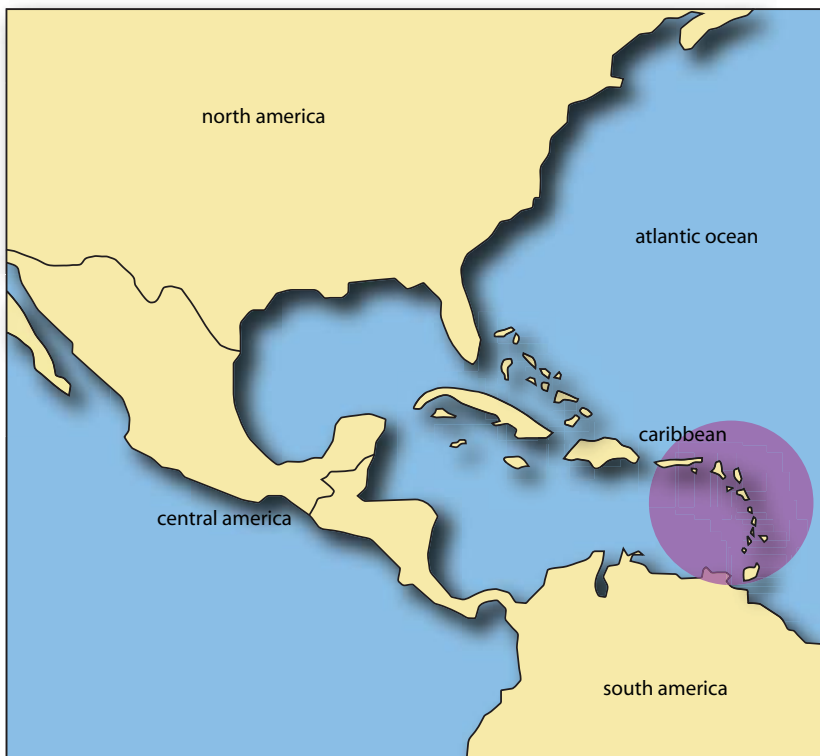 north america
atlantic ocean
caribbean
central america
south america